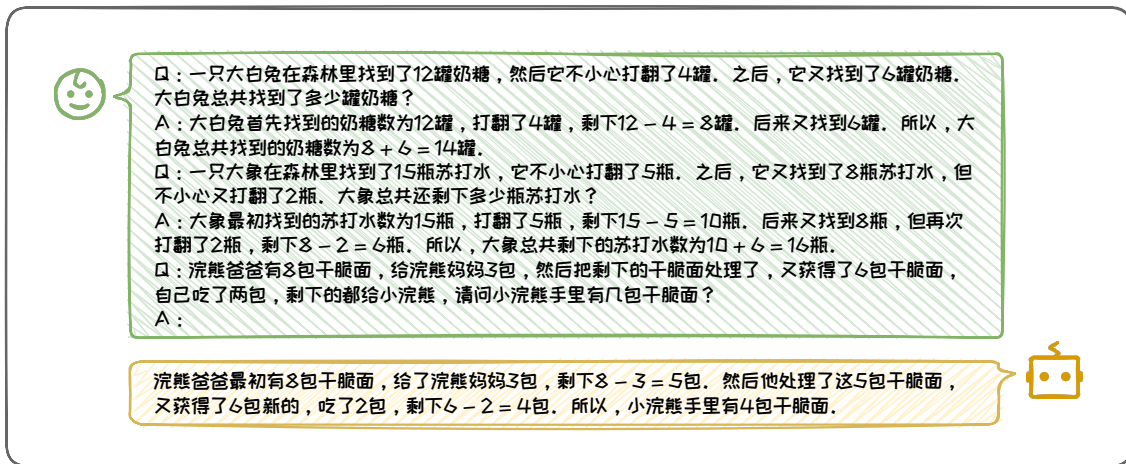 Q：一只大白兔在森林里找到了12罐奶糖，然后它不小心打翻了4罐．之后，它又找到了6罐奶糖．
大白兔总共找到了多少罐奶糖？
A：大白兔首先找到的奶糖数为12罐，打翻了4罐，剩下12 – 4 = 8罐．后来又找到6罐．所以，大
白兔总共找到的奶糖数为8 + 6 = 14罐．
Q：一只大象在森林里找到了15瓶苏打水，它不小心打翻了5瓶．之后，它又找到了8瓶苏打水，但
不小心又打翻了2瓶．大象总共还剩下多少瓶苏打水？
A：大象最初找到的苏打水数为15瓶，打翻了5瓶，剩下15 – 5 = 10瓶．后来又找到8瓶，但再次
打翻了2瓶，剩下8 – 2 = 6瓶．所以，大象总共剩下的苏打水数为10 + 6 = 16瓶．
Q：浣熊爸爸有8包干脆面，给浣熊妈妈3包，然后把剩下的干脆面处理了，又获得了6包干脆面，
自己吃了两包，剩下的都给小浣熊，请问小浣熊手里有几包干脆面？
A：
浣熊爸爸最初有8包干脆面，给了浣熊妈妈3包，剩下8 – 3 = 5包．然后他处理了这5包干脆面，
又获得了6包新的，吃了2包，剩下6 – 2 = 4包．所以，小浣熊手里有4包干脆面．